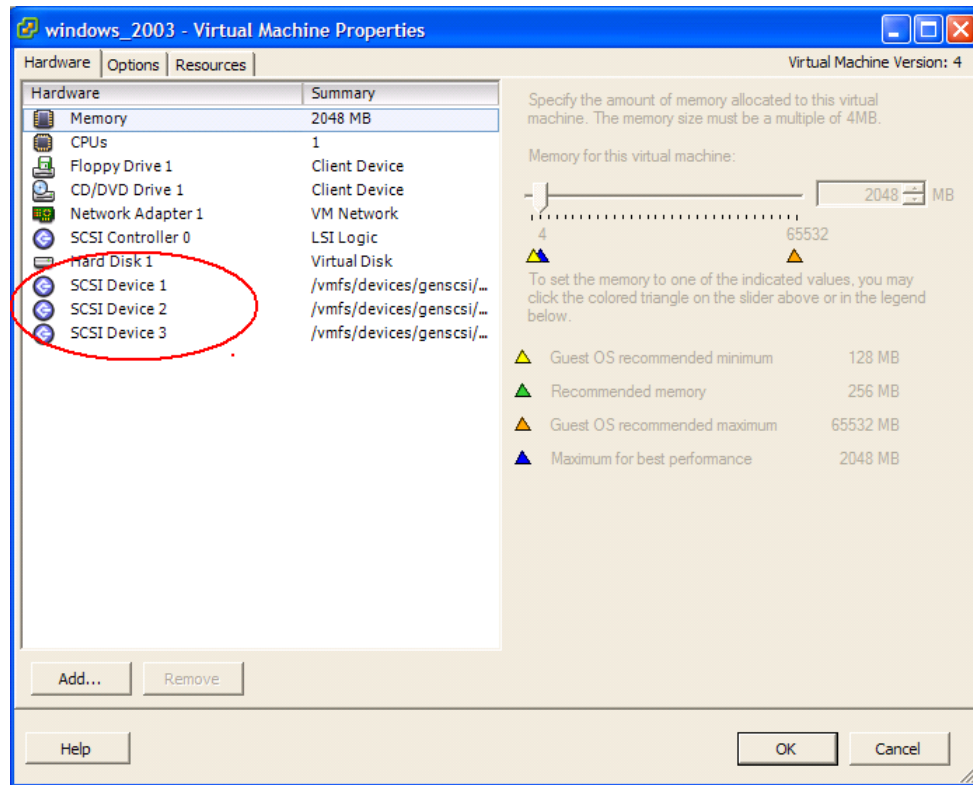 windows_2003 - Virtual Machine Properties
Hardware Options Resources Virtual Machine Version: 4
Hardware Summary
Memory 2048 MB
CPUs 1
Floppy Drive 1 Client Device
CD/DVD Drive 1 Client Device
Network Adapter 1 VM Network
SCSI Controller 0 LSI Logic
Hard Disk 1 Virtual Disk
SCSI Device 1 /vmfs/devices/genscsi/...
SCSI Device 2 /vmfs/devices/genscsi/...
SCSI Device 3 /vmfs/devices/genscsi/...
Specify the amount of memory allocated to this virtual
machine. The memory size must be a multiple of 4MB.
Memory for this virtual machine:
2048 MB
4 65532
To set the memory to one of the indicated values, you may
click the colored triangle on the slider above or in the legend
below.
Guest OS recommended minimum 128 MB
Recommended memory 256 MB
Guest OS recommended maximum 65532 MB
Maximum for best performance 2048 MB
Add... Remove
Help OK Cancel